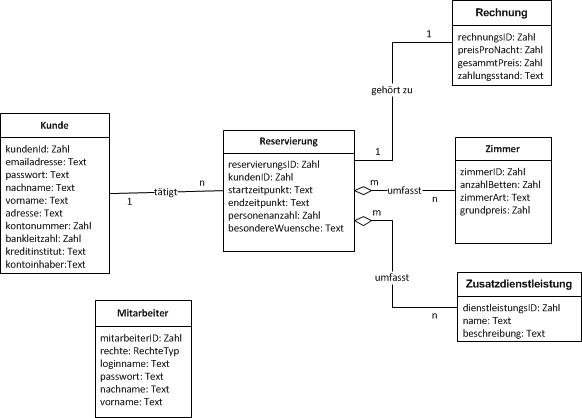 Rechnung
rechnungsID: Zahl
preisProNacht: Zahl
gesammtPreis: Zahl
zahlungsstand: Text
1
gehört zu
1
Kunde
kundenId: Zahl
emailadresse: Text
passwort: Text
nachname: Text
vorname: Text
adresse: Text
kontonummer: Zahl
bankleitzahl: Zahl
kreditinstitut: Text
kontoinhaber:Text
1
tätigt
n
Reservierung
reservierungsID: Zahl
kundenID: Zahl
startzeitpunkt: Text
endzeitpunkt: Text
personenanzahl: Zahl
besondereWuensche: Text
m
umfasst
n
Zimmer
zimmerID: Zahl
anzahlBetten: Zahl
zimmerArt: Text
grundpreis: Zahl
m
umfasst
n
Zusatzdienstleistung
dienstleistungsID: Zahl
name: Text
beschreibung: Text
Mitarbeiter
mitarbeiterID: Zahl
rechte: RechteTyp
loginname: Text
passwort: Text
nachname: Text
vorname: Text